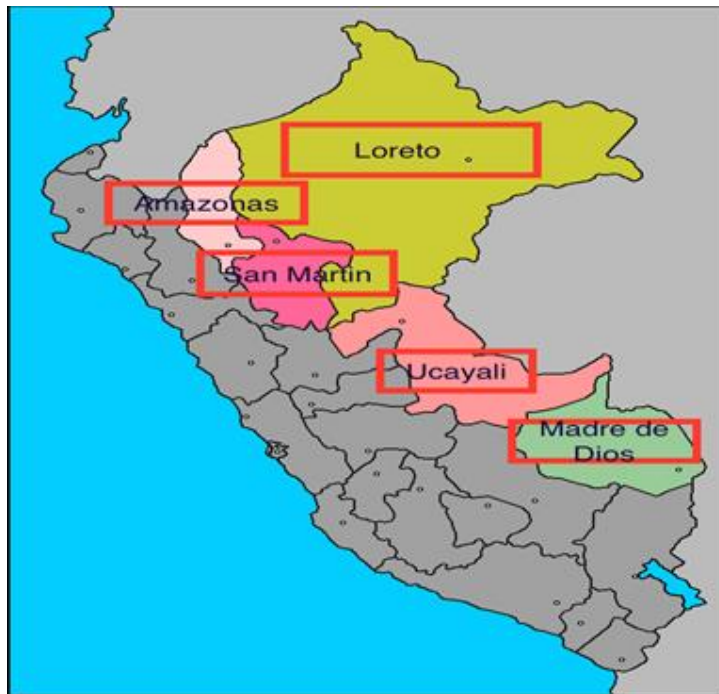 Loreto
Amazonas
San Martin
Ucayali
Madre de
Dios